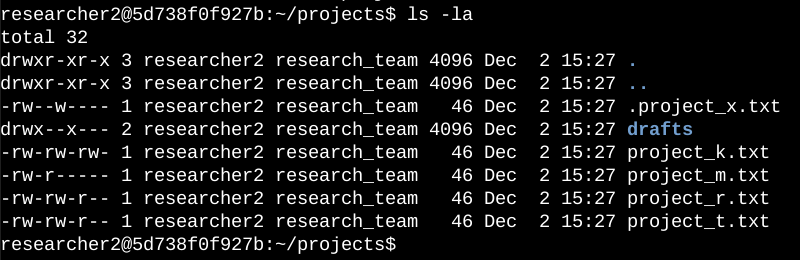 researcher2@5d738f0f927b:~/projects$ ls -la
total 32
drwxr-xr-x 3 researcher2 research_team 4096 Dec  2 15:27 .
drwxr-xr-x 3 researcher2 research_team 4096 Dec  2 15:27 ..
-rw--w---- 1 researcher2 research_team   46 Dec  2 15:27 .project_x.txt
drwx--x--- 2 researcher2 research_team 4096 Dec  2 15:27 drafts
-rw-rw-rw- 1 researcher2 research_team   46 Dec  2 15:27 project_k.txt
-rw-r----- 1 researcher2 research_team   46 Dec  2 15:27 project_m.txt
-rw-rw-r-- 1 researcher2 research_team   46 Dec  2 15:27 project_r.txt
-rw-rw-r-- 1 researcher2 research_team   46 Dec  2 15:27 project_t.txt
researcher2@5d738f0f927b:~/projects$